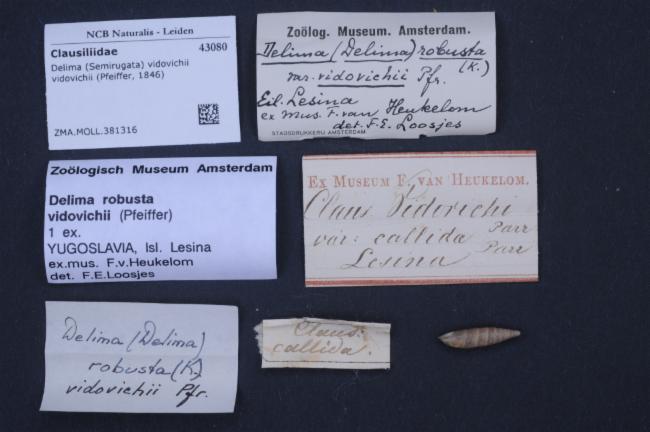 NCB Naturalis - Leiden
Clausiliidae 43080
Delima (Semirugata) vidovichii
vidovichii (Pfeiffer, 1846)
ZMA.MOLL.381316
Zoölog. Museum. Amsterdam.
Delima (Delima) robusta
(K.)
var. vidovichii Pfr.
Eil. Lesina
ex mus. F. van Heukelom
det. F.E. Loosjes
STADSDRUKKERIJ AMSTERDAM
Zoölogisch Museum Amsterdam
Delima robusta
vidovichii (Pfeiffer)
1 ex.
YUGOSLAVIA, Isl. Lesina
ex.mus. F.v.Heukelom
det. F.E.Loosjes
Ex Museum F. van Heukelom.
Claus Vidovichi
Parr
var: callida Parr
Lesina
Delima (Delima)
robusta (K)
vidovichii Pfr.
Claus:
callida.